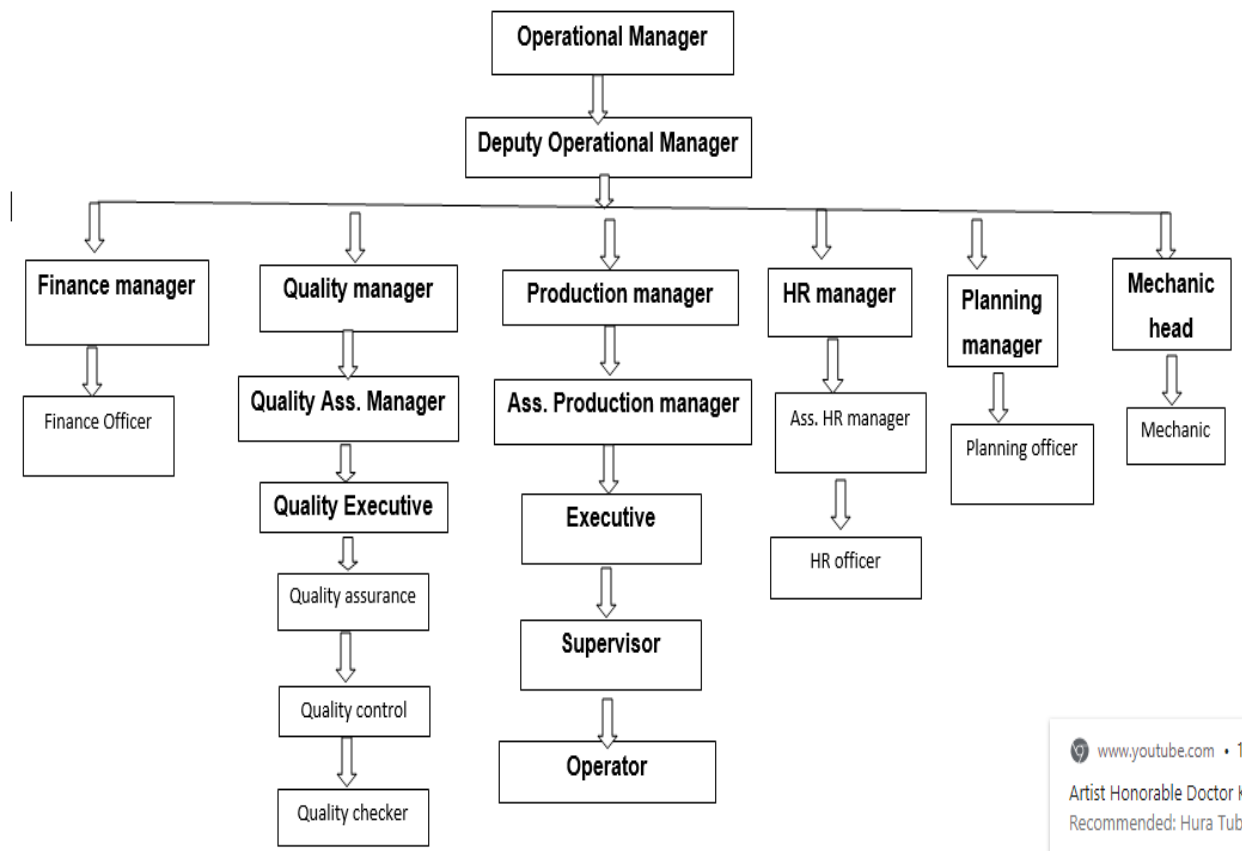 Operational Manager
Deputy Operational Manager
Finance manager
Quality manager
Production manager
HR manager
Planning
manager
Mechanic
head
Finance Officer
Quality Ass. Manager
Ass. Production manager
Ass. HR manager
Planning officer
Mechanic
Quality Executive
Executive
HR officer
Quality assurance
Supervisor
Quality control
Operator
Quality checker
www.youtube.com • 1
Artist Honorable Doctor
Recommended: Hura Tub